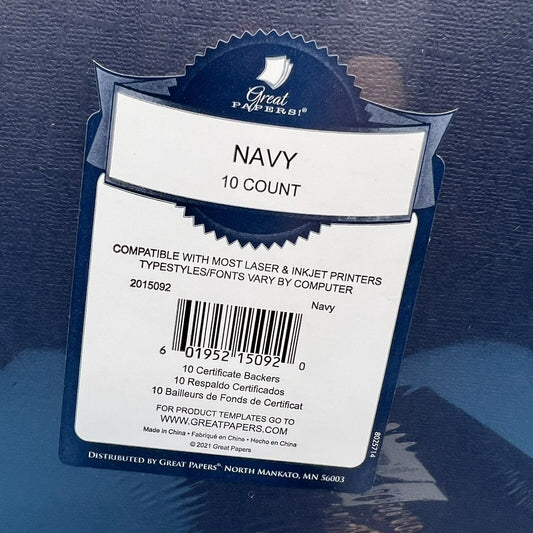 Great
PAPERS!®
NAVY
10 COUNT
COMPATIBLE WITH MOST LASER & INKJET PRINTERS
TYPESTYLES/FONTS VARY BY COMPUTER
2015092 Navy
6 01952 15092 0
10 Certificate Backers
10 Respaldo Certificados
10 Bailleurs de Fonds de Certificat
FOR PRODUCT TEMPLATES GO TO
WWW.GREATPAPERS.COM
Made in China • Fabriqué en Chine • Hecho en China
© 2021 Great Papers
8025714
DISTRIBUTED BY GREAT PAPERS® NORTH MANKATO, MN 56003